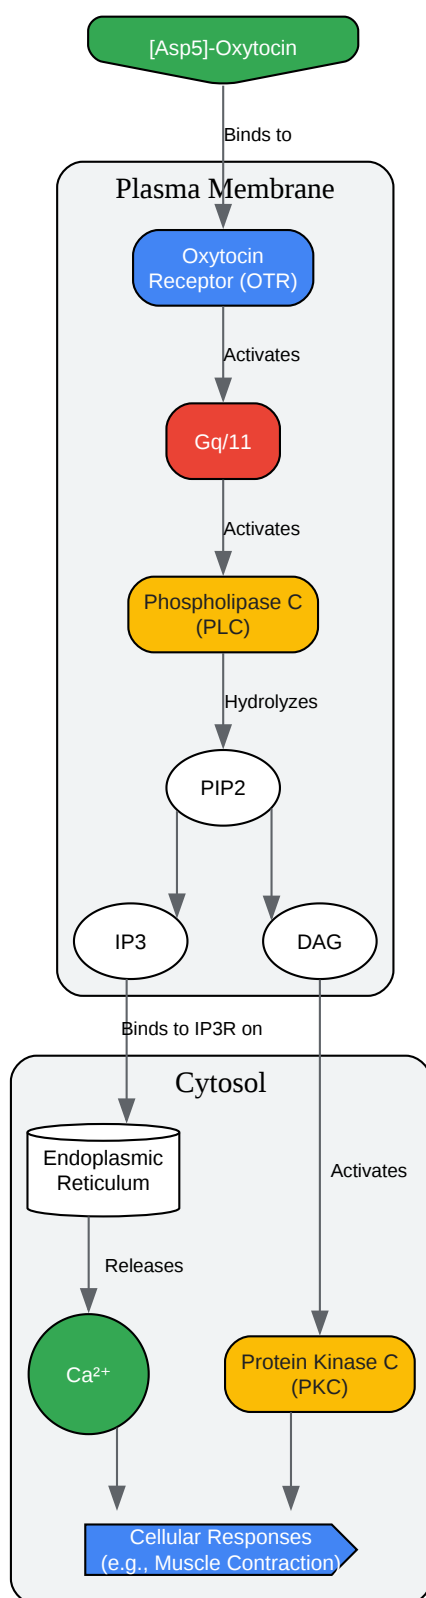 [Asp5]-Oxytocin
Binds to
Plasma Membrane
Oxytocin
Receptor (OTR)
Activates
Gq/11
Activates
Phospholipase C
(PLC)
Hydrolyzes
PIP2
IP3
DAG
Binds to IP3R on
Cytosol
Endoplasmic
Reticulum
Activates
Releases
Ca²⁺
Protein Kinase C
(PKC)
Cellular Responses
(e.g., Muscle Contraction)